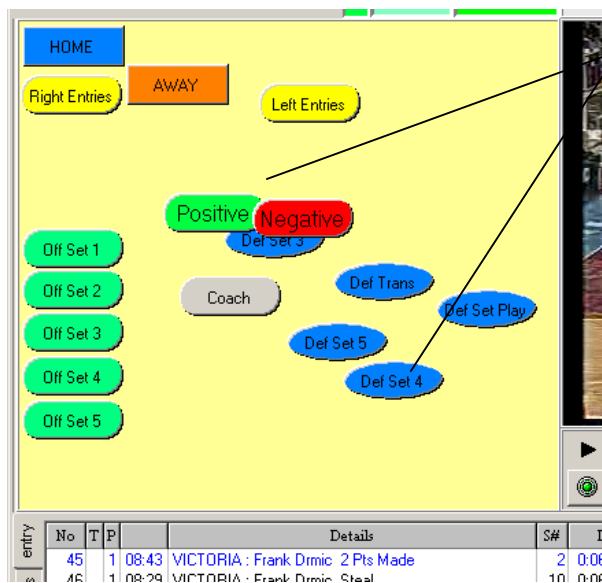 HOME
AWAY
Right Entries
Left Entries
Positive
Negative
Def Set 3
Off Set 1
Off Set 2
Off Set 3
Off Set 4
Off Set 5
Coach
Def Trans
Def Set Play
Def Set 5
Def Set 4
entry
No T P Details S#
45 1 08:43 VICTORIA : Frank Drmic 2 Pts Made 2
46 1 08:29 VICTORIA : Frank Drmic Steal 10